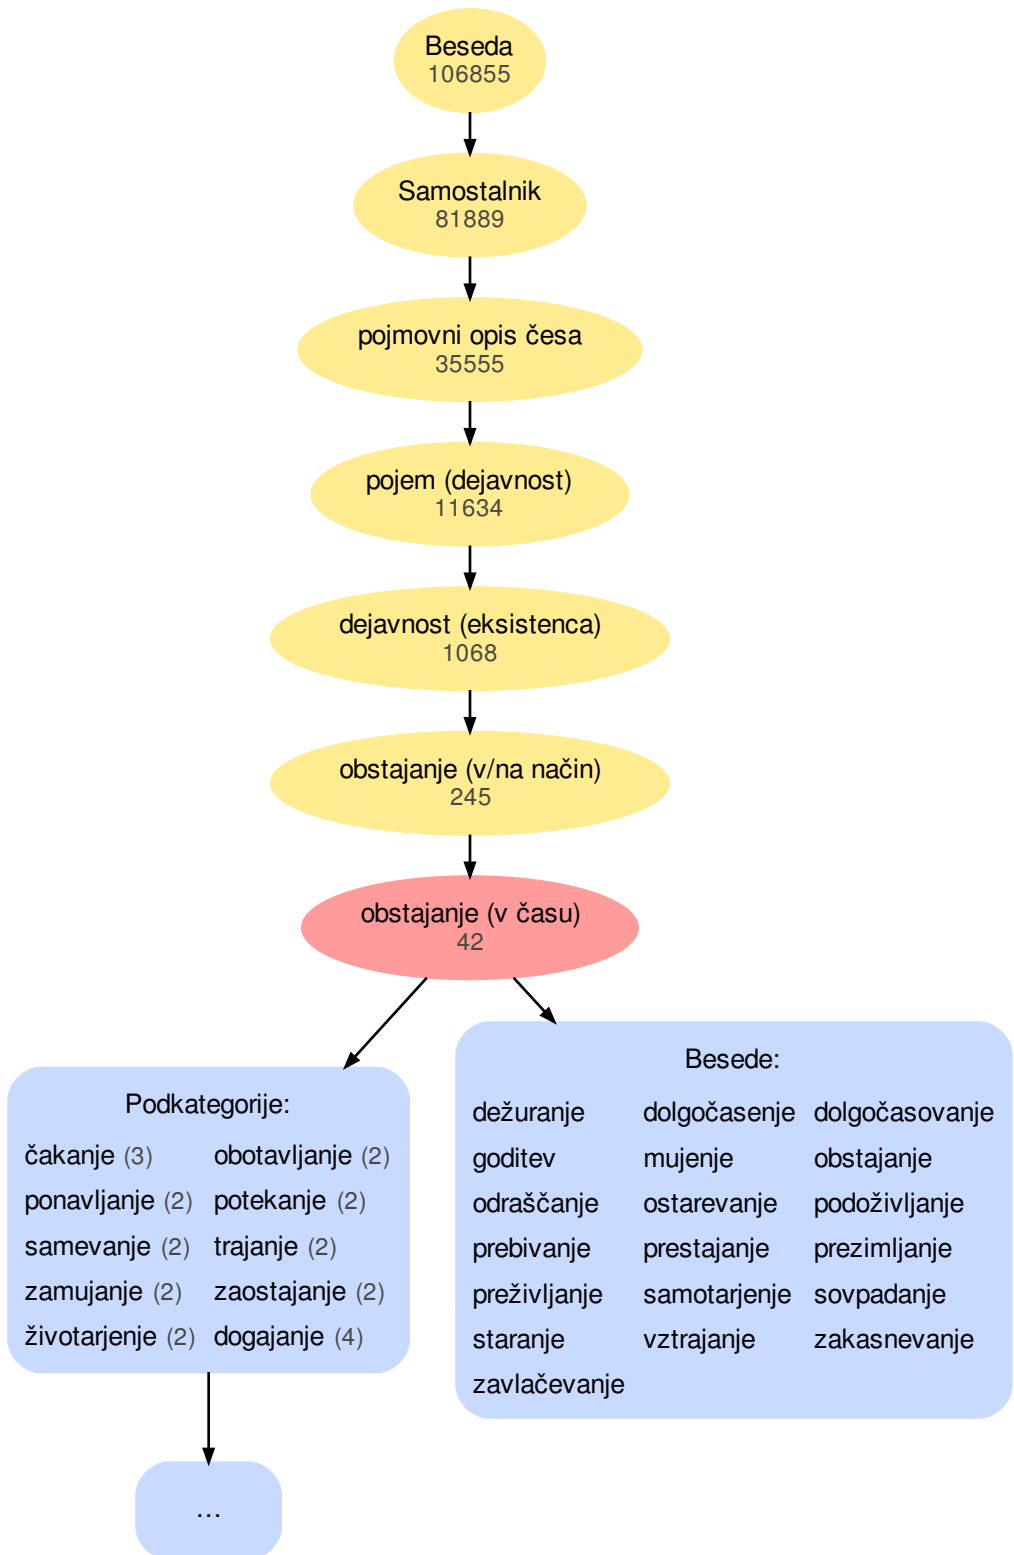 Beseda
106855
Samostalnik
81889
pojmovni opis česa
35555
pojem (dejavnost)
11634
dejavnost (eksistenca)
1068
obstajanje (v/na način)
245
obstajanje (v času)
42
Podkategorije:
čakanje (3) obotavljanje (2)
ponavljanje (2) potekanje (2)
samevanje (2) trajanje (2)
zamujanje (2) zaostajanje (2)
životarjenje (2) dogajanje (4)
...
Besede:
dežuranje dolgočasenje dolgočasovanje
goditev mujenje obstajanje
odraščanje ostarevanje podoživljanje
prebivanje prestajanje prezimljanje
preživljanje samotarjenje sovpadanje
staranje vztrajanje zakasnevanje
zavlačevanje